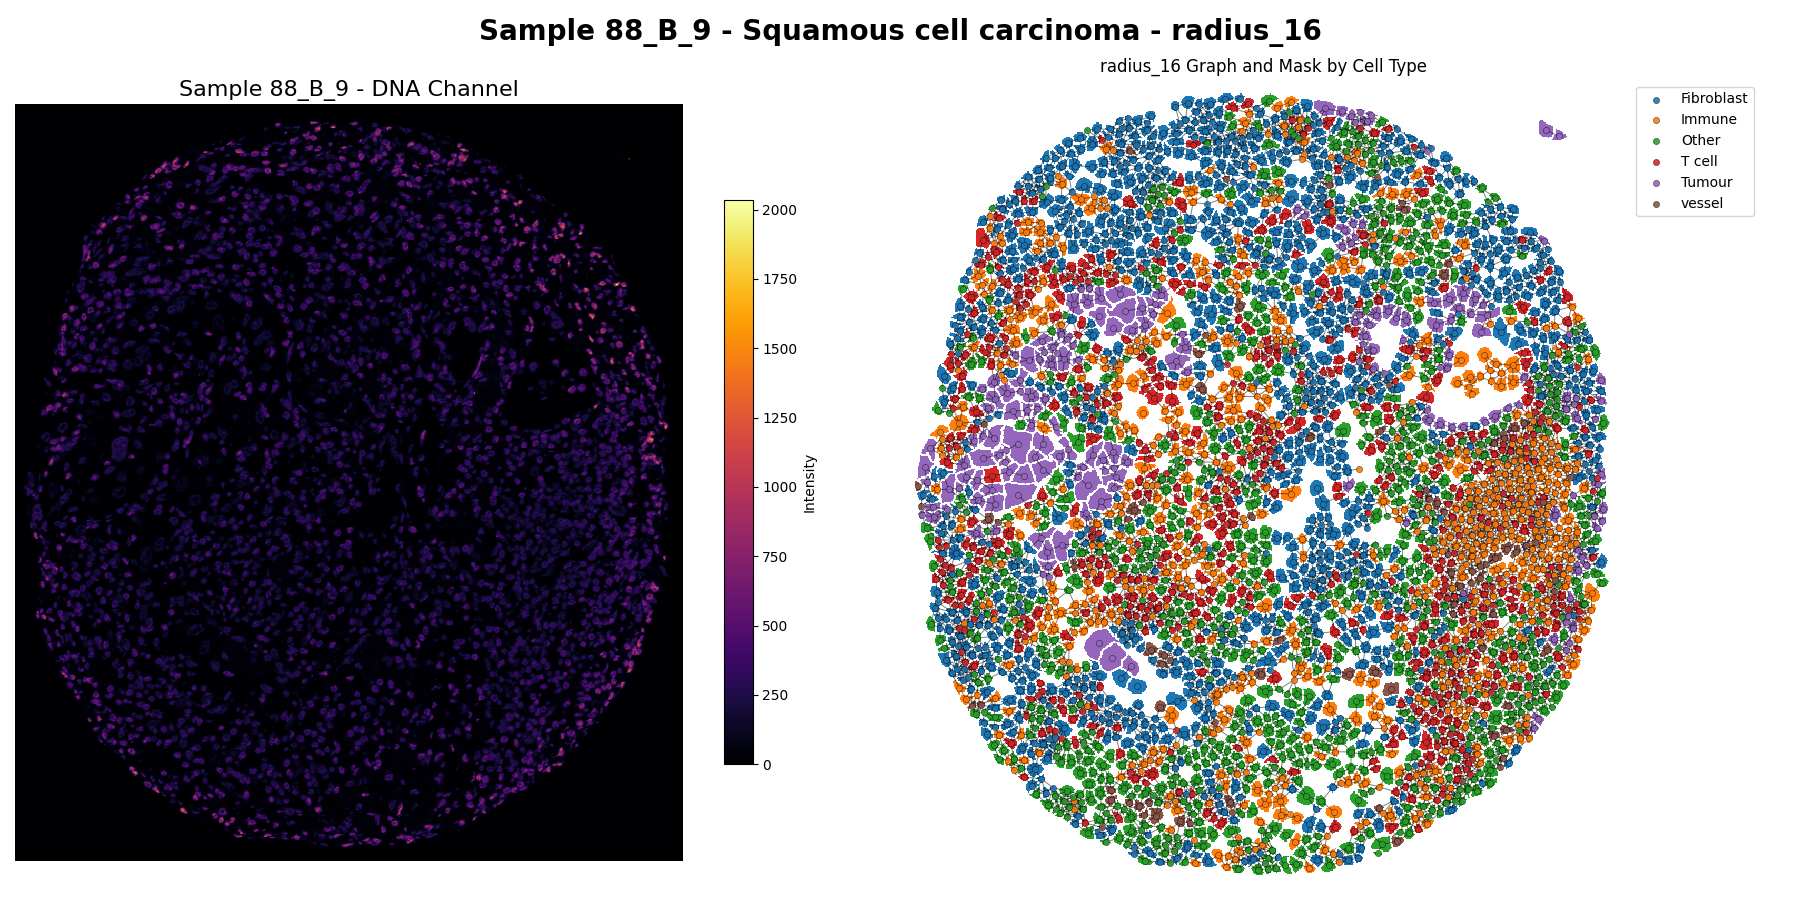 Sample 88_B_9 - Squamous cell carcinoma - radius_16
Sample 88_B_9 - DNA Channel
2000
1750
1500
1250
1000
750
500
250
0
Intensity
radius_16 Graph and Mask by Cell Type
Fibroblast
Immune
Other
T cell
Tumour
vessel